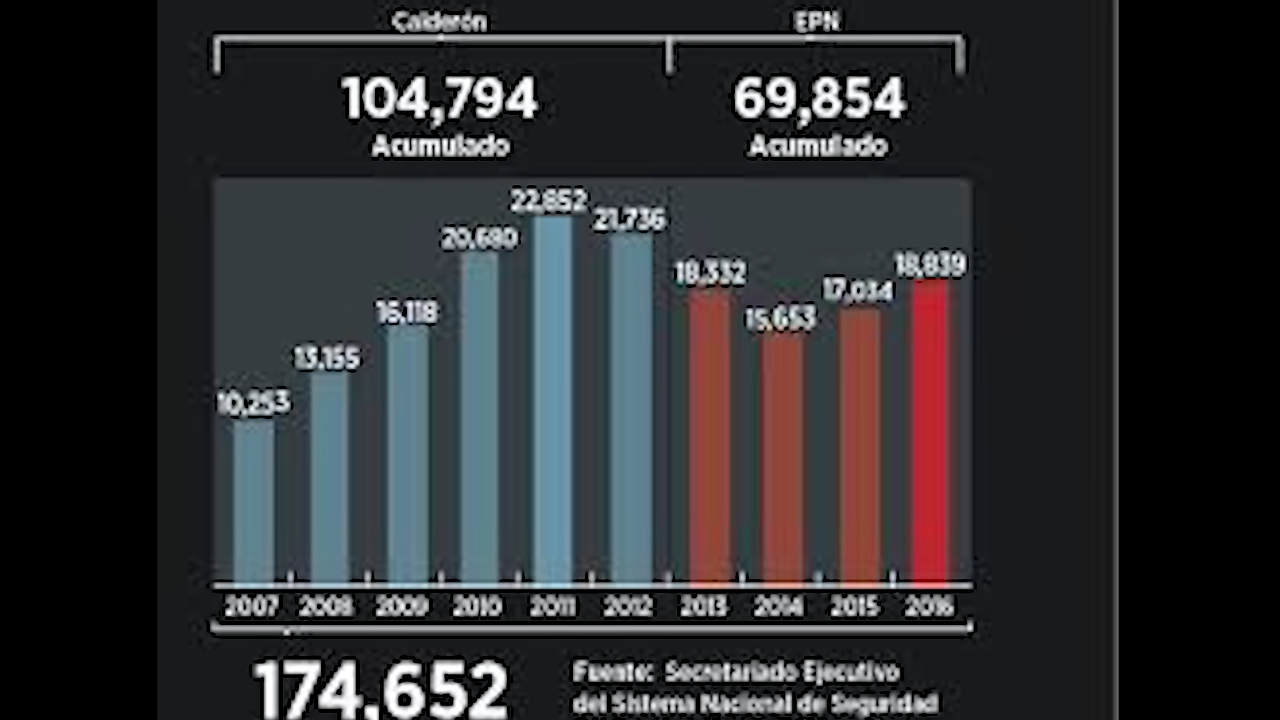 Calderón EPN
104,794 69,854
Acumulado Acumulado
22,852
21,736
20,680
18,839
18,332
17,034
16,118
15,653
13,155
10,253
2007 2008 2009 2010 2011 2012 2013 2014 2015 2016
174,652
Fuente: Secretariado Ejecutivo
del Sistema Nacional de Seguridad